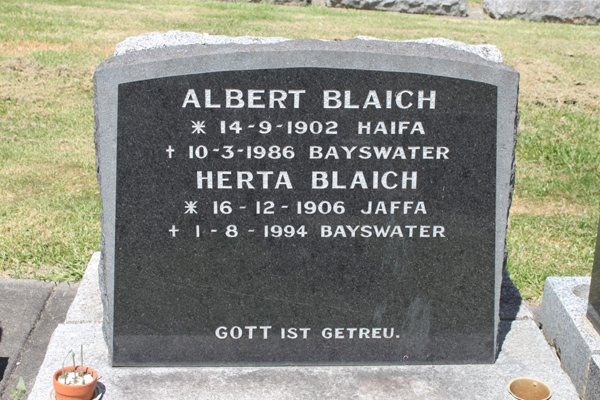 ALBERT BLAICH
* 14-9-1902 HAIFA
† 10-3-1986 BAYSWATER
HERTA BLAICH
* 16-12-1906 JAFFA
† 1-8-1994 BAYSWATER
GOTT IST GETREU.